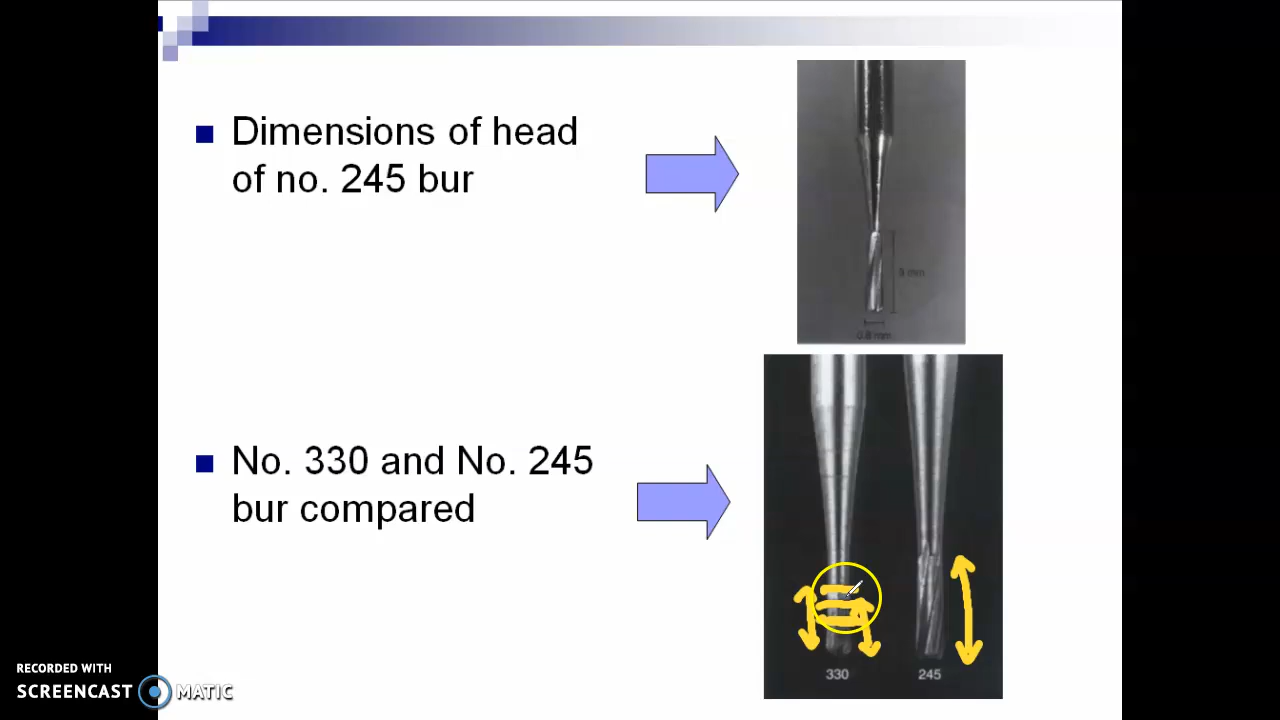 Dimensions of head
of no. 245 bur
3 mm
0.8 mm
No. 330 and No. 245
bur compared
330
245
RECORDED WITH
SCREENCAST MATIC